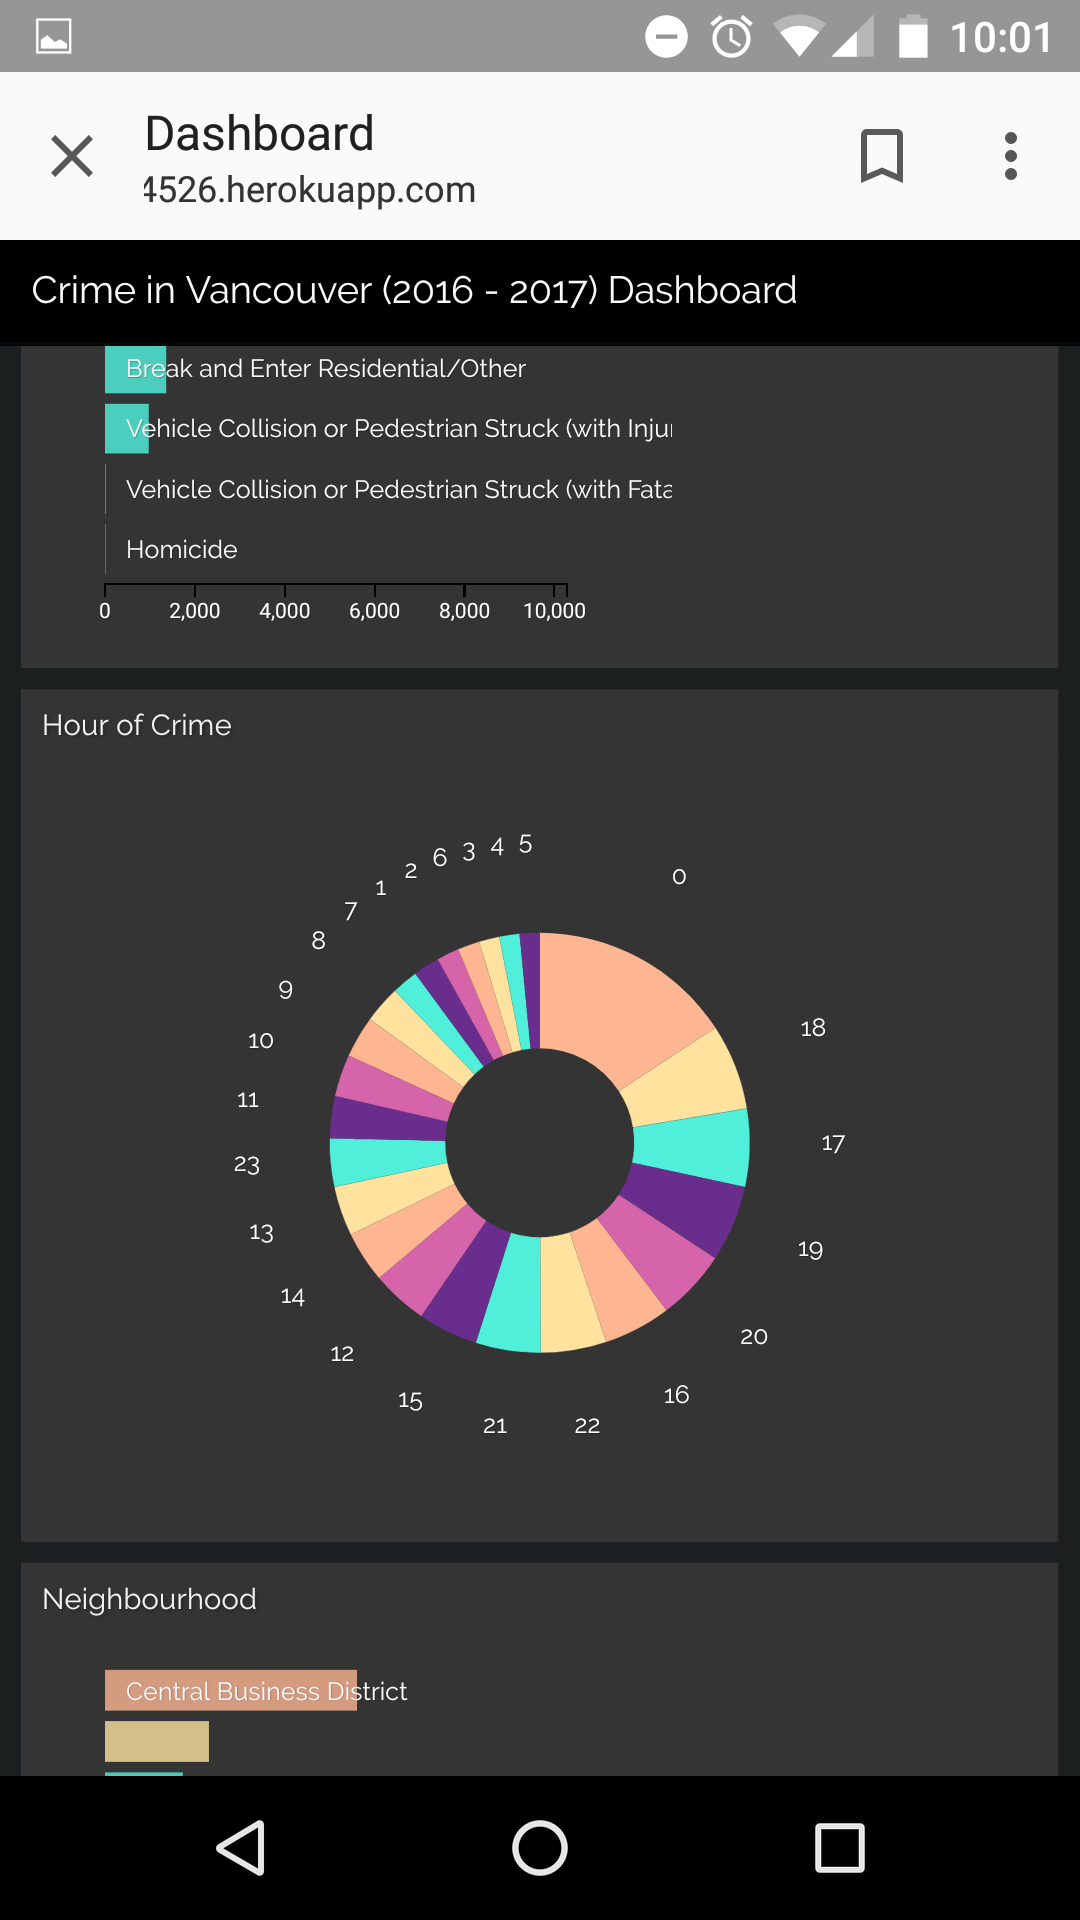 10:01
Dashboard
4526.herokuapp.com
Crime in Vancouver (2016 - 2017) Dashboard
Break and Enter Residential/Other
Vehicle Collision or Pedestrian Struck (with Inju
Vehicle Collision or Pedestrian Struck (with Fata
Homicide
0 2,000 4,000 6,000 8,000 10,000
Hour of Crime
0
18
17
19
20
16
22
21
15
12
14
13
23
11
10
9
8
7
1
2
6
3
4
5
Neighbourhood
Central Business District